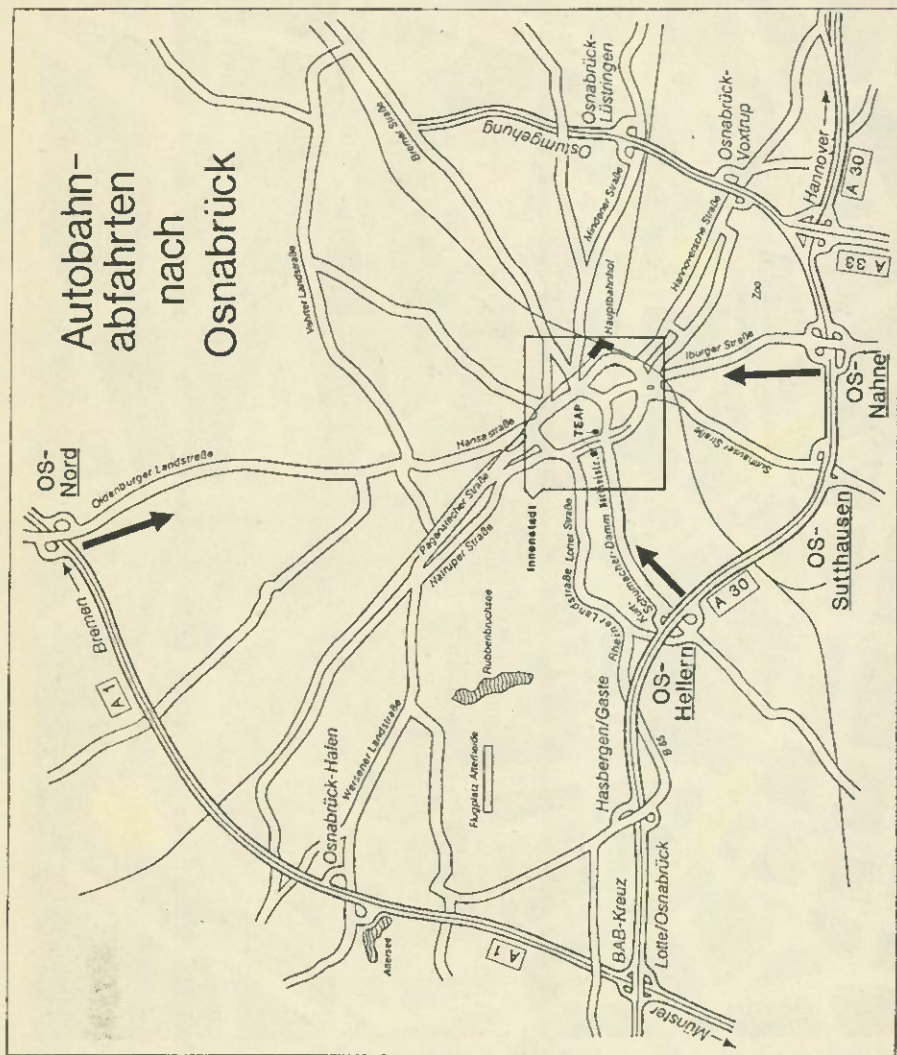 Autobahn-
abfahrten
nach
Osnabrück
OS-
Nord
Oldenburger Landstraße
Bremen
A 1
Vehrter Landstraße
Bremer Straße
Hansastraße
Pagenstecher Straße
Natruper Straße
Ostumgehung
Osnabrück-
Lüstringen
Mindener Straße
Hauptbahnhof
Hannoversche Straße
Osnabrück-
Voxtrup
Hannover
A 30
A 33
Zoo
Iburger Straße
OS-
Nahne
Sutthauser Straße
OS-
Sutthausen
Innenstadt
TEAP
Lotter Straße
Rheiner Landstraße
Kurt-
Schumacher-Damm
A 30
OS-
Hellern
Rubbenbruchsee
Wersener Landstraße
Flugplatz Atterheide
Osnabrück-Hafen
Attersee
Hasbergen/Gaste
B 65
A 1
BAB-Kreuz
Lotte/Osnabrück
Münster